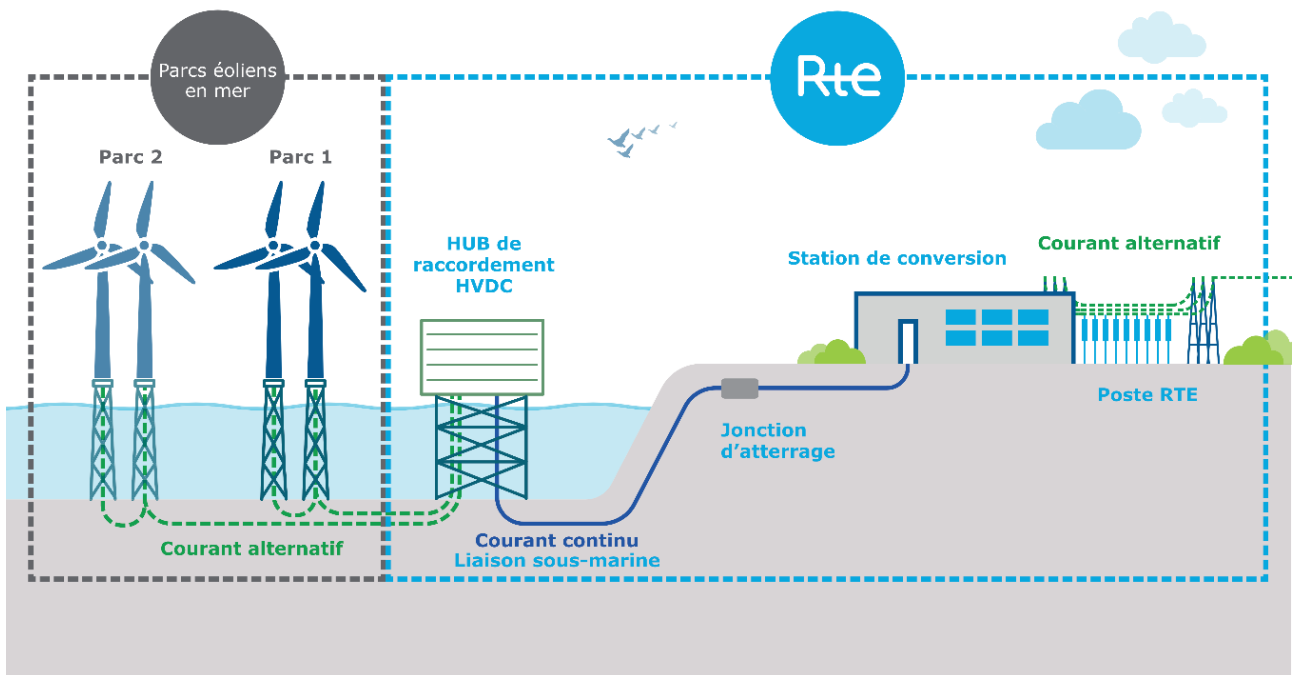 Parcs éoliens
en mer
Rte
Parc 2
Parc 1
HUB de
raccordement
HVDC
Station de conversion
Courant alternatif
Poste RTE
Jonction
d'atterrage
Courant alternatif
Courant continu
Liaison sous-marine